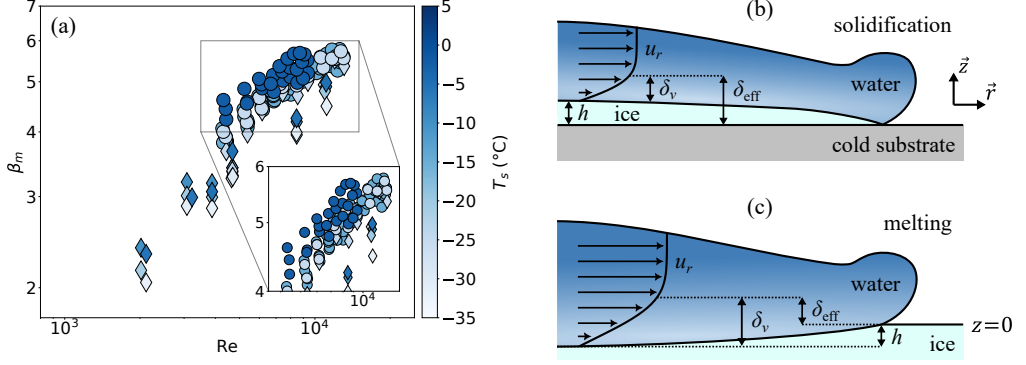 (a)
7
6
5
4
3
2
β_m
10^3
10^4
Re
6
5
4
10^4
5
0
−5
−10
−15
−20
−25
−30
−35
T_s (°C)
(b)
solidification
u_r
δ_v
δ_eff
water
h
ice
cold substrate
z⃗
r⃗
(c)
melting
u_r
water
δ_v
δ_eff
z=0
h
ice